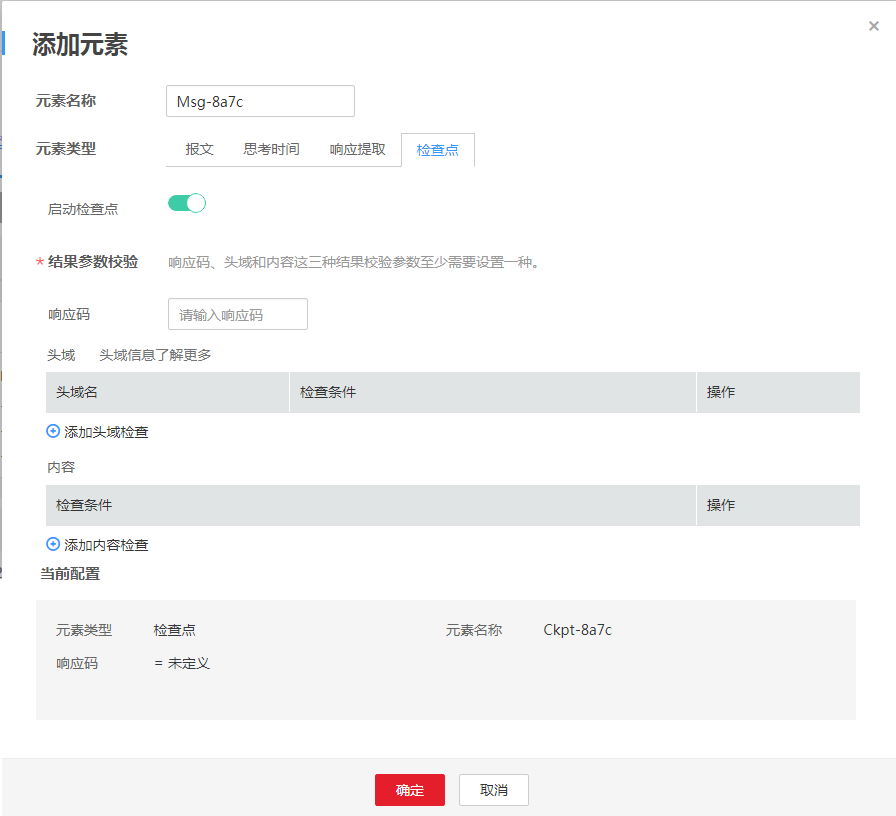 添加元素
×
元素名称 Msg-8a7c
元素类型 报文 思考时间 响应提取 检查点
启动检查点
* 结果参数校验 响应码、头域和内容这三种结果校验参数至少需要设置一种。
响应码 请输入响应码
头域 头域信息了解更多
头域名 检查条件 操作
添加头域检查
内容
检查条件 操作
添加内容检查
当前配置
元素类型 检查点 元素名称 Ckpt-8a7c
响应码 = 未定义
确定 取消